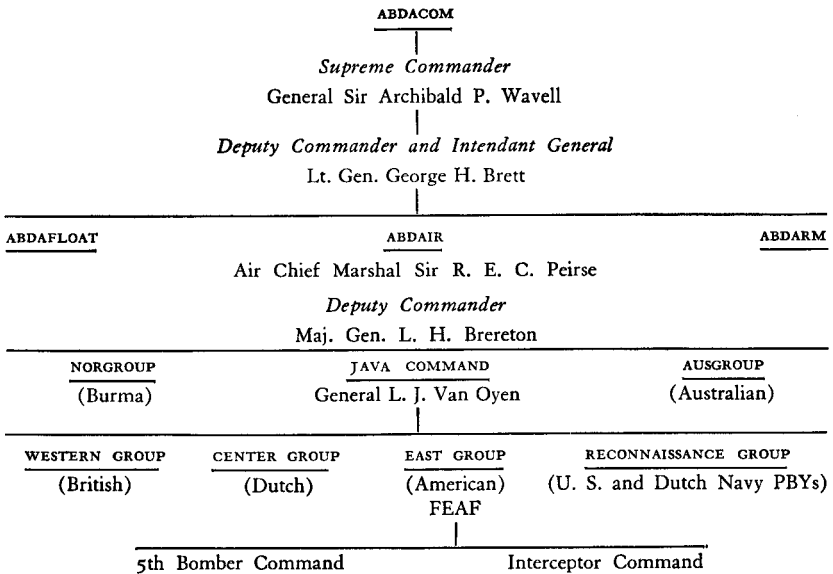 ABDACOM
Supreme Commander
General Sir Archibald P. Wavell
Deputy Commander and Intendant General
Lt. Gen. George H. Brett
ABDAFLOAT ABDAIR ABDARM
Air Chief Marshal Sir R. E. C. Peirse
Deputy Commander
Maj. Gen. L. H. Brereton
NORGROUP JAVA COMMAND AUSGROUP
(Burma) General L. J. Van Oyen (Australian)
WESTERN GROUP CENTER GROUP EAST GROUP RECONNAISSANCE GROUP
(British) (Dutch) (American) (U. S. and Dutch Navy PBYs)
FEAF
5th Bomber Command Interceptor Command